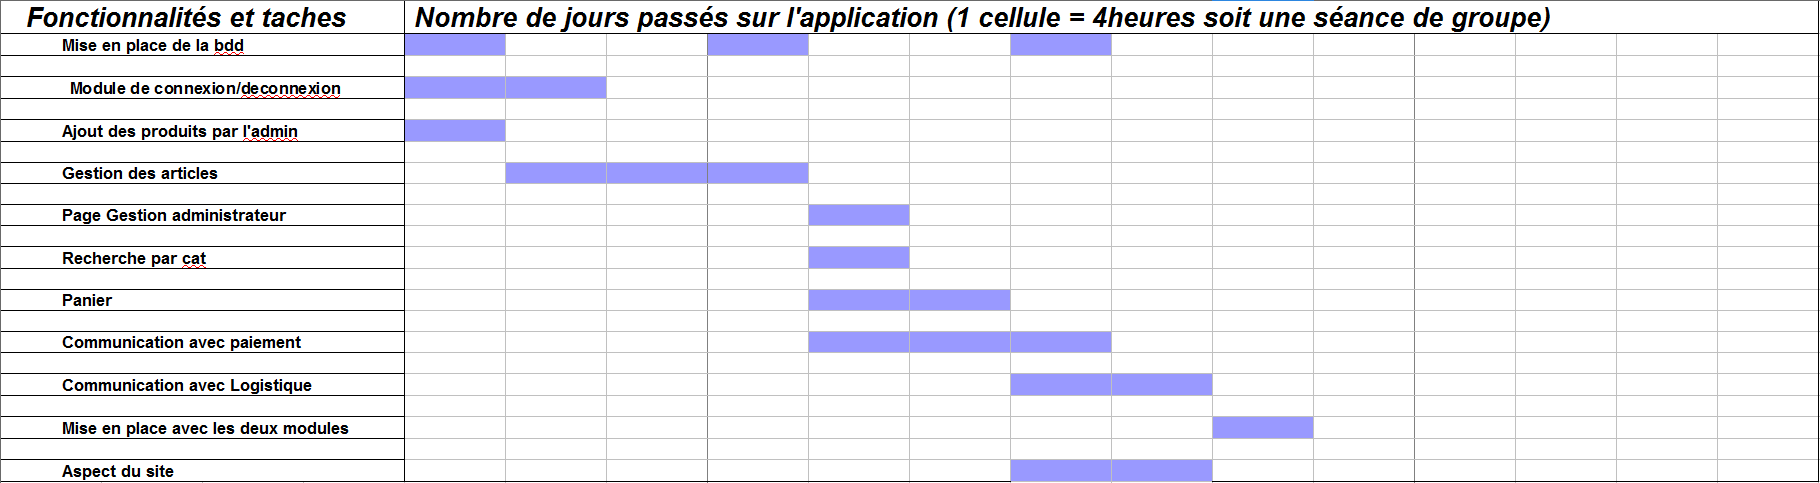 Fonctionnalités et taches
Nombre de jours passés sur l'application (1 cellule = 4heures soit une séance de groupe)
Mise en place de la bdd
Module de connexion/deconnexion
Ajout des produits par l'admin
Gestion des articles
Page Gestion administrateur
Recherche par cat
Panier
Communication avec paiement
Communication avec Logistique
Mise en place avec les deux modules
Aspect du site